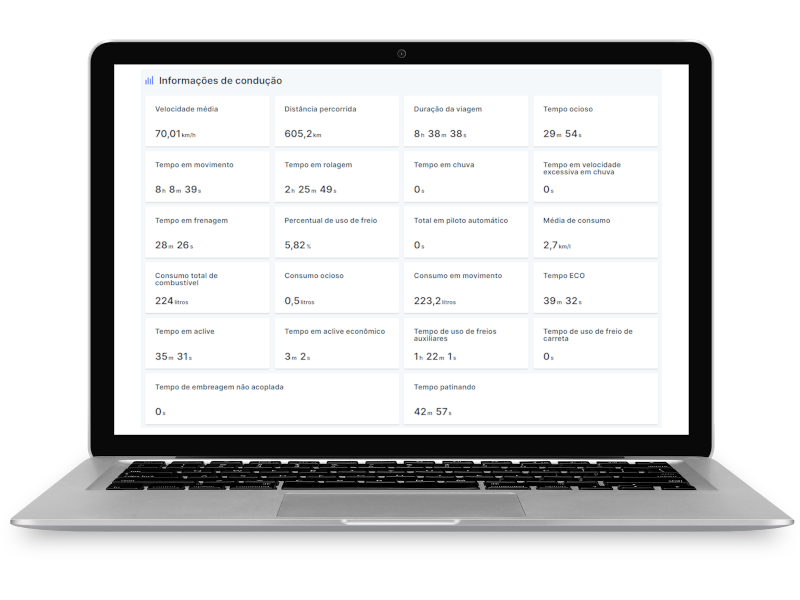 Informações de condução
Velocidade média
Distância percorrida
Duração da viagem
Tempo ocioso
70,01 km/h
605,2 km
8 h 38 m 38 s
29 m 54 s
Tempo em movimento
Tempo em rolagem
Tempo em chuva
Tempo em velocidade
excessiva em chuva
8 h 8 m 39 s
2 h 25 m 49 s
0 s
0 s
Tempo em frenagem
Percentual de uso de freio
Total em piloto automático
Média de consumo
28 m 26 s
5,82 %
0 s
2,7 km/l
Consumo total de
combustível
Consumo ocioso
Consumo em movimento
Tempo ECO
224 litros
0,5 litros
223,2 litros
39 m 32 s
Tempo em aclive
Tempo em aclive econômico
Tempo de uso de freios
auxiliares
Tempo de uso de freio de
carreta
35 m 31 s
3 m 2 s
1 h 22 m 1 s
0 s
Tempo de embreagem não acoplada
Tempo patinando
0 s
42 m 57 s